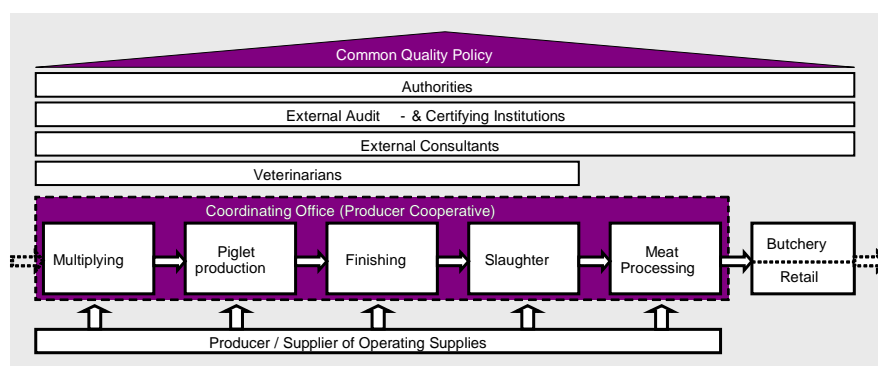 Common Quality Policy
Authorities
External Audit - & Certifying Institutions
External Consultants
Veterinarians
Coordinating Office (Producer Cooperative)
Multiplying
Piglet
production
Finishing
Slaughter
Meat
Processing
Butchery
Retail
Producer / Supplier of Operating Supplies